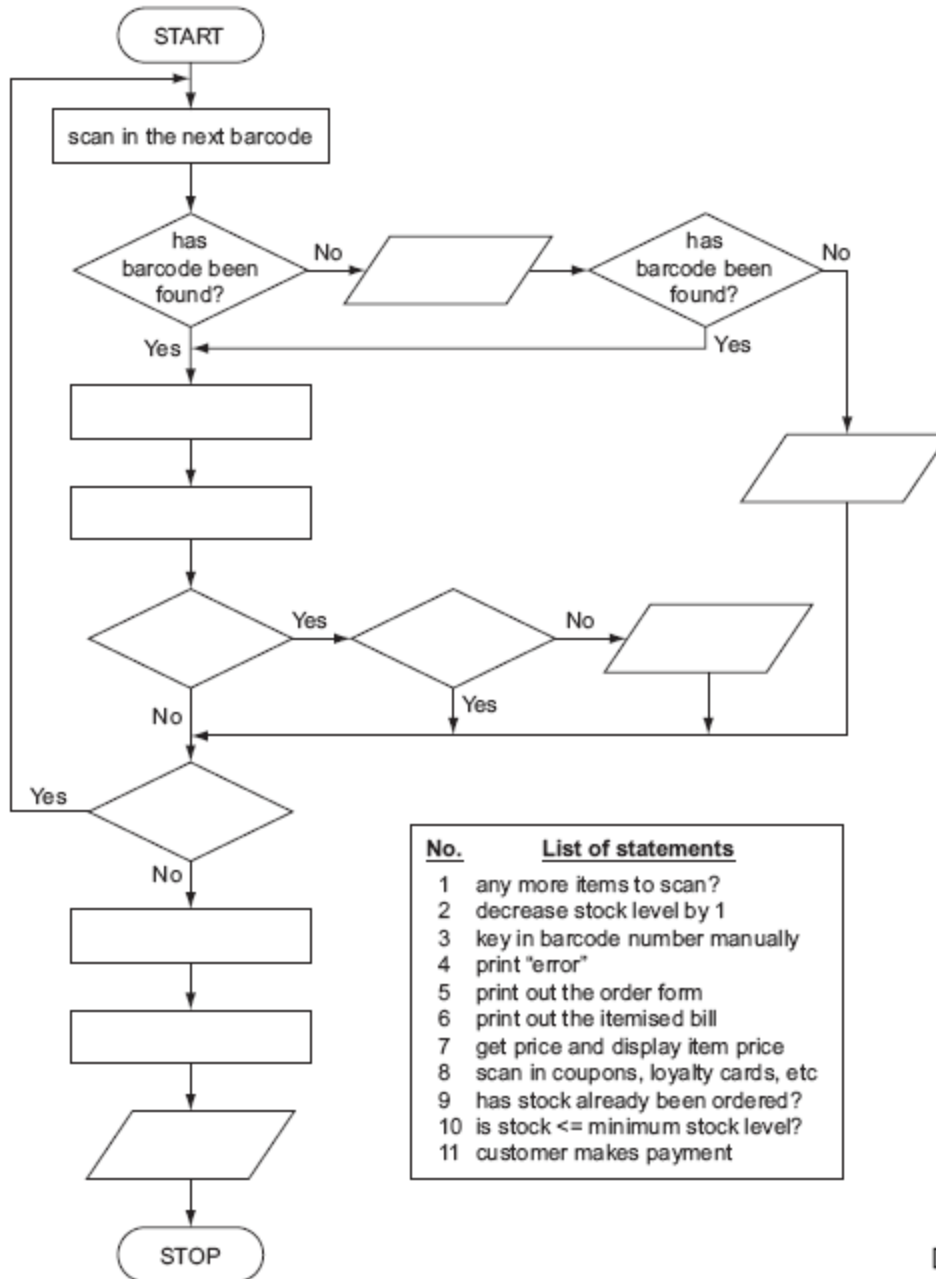 START
scan in the next barcode
has
barcode been
found?
No
has
barcode been
found?
No
Yes
Yes
Yes
No
No
Yes
Yes
No
No. List of statements
1 any more items to scan?
2 decrease stock level by 1
3 key in barcode number manually
4 print "error"
5 print out the order form
6 print out the itemised bill
7 get price and display item price
8 scan in coupons, loyalty cards, etc
9 has stock already been ordered?
10 is stock <= minimum stock level?
11 customer makes payment
STOP
[